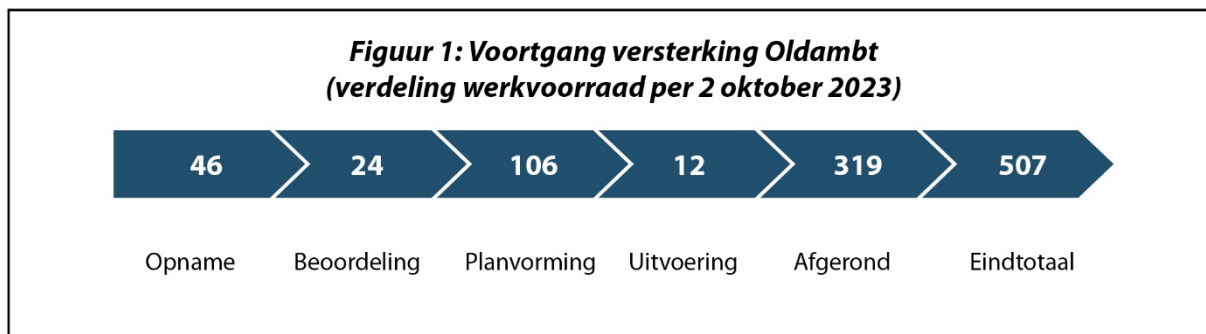 Figuur 1: Voortgang versterking Oldambt
(verdeling werkvoorraad per 2 oktober 2023)
46 24 106 12 319 507
Opname Beoordeling Planvorming Uitvoering Afgerond Eindtotaal